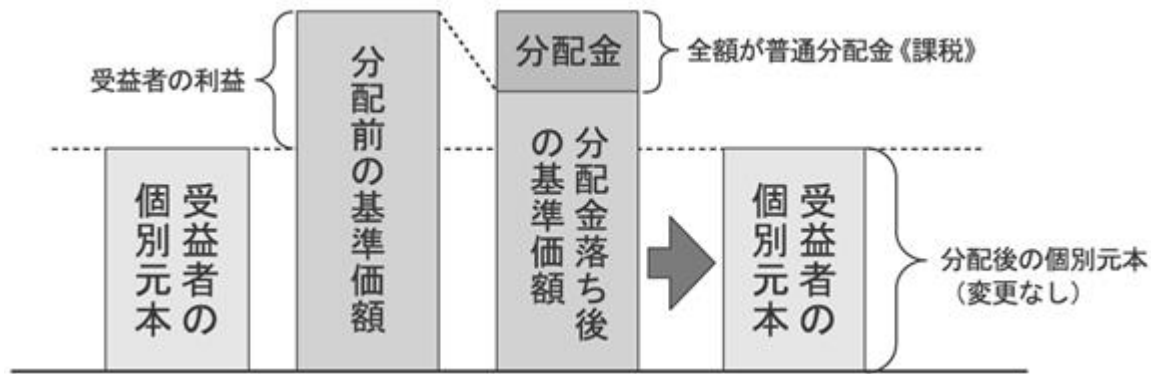 受益者の利益
受益者の
個別元本
分配前の基準価額
分配金
全額が普通分配金《課税》
分配金落ち後
の基準価額
受益者の
個別元本
分配後の個別元本
（変更なし）